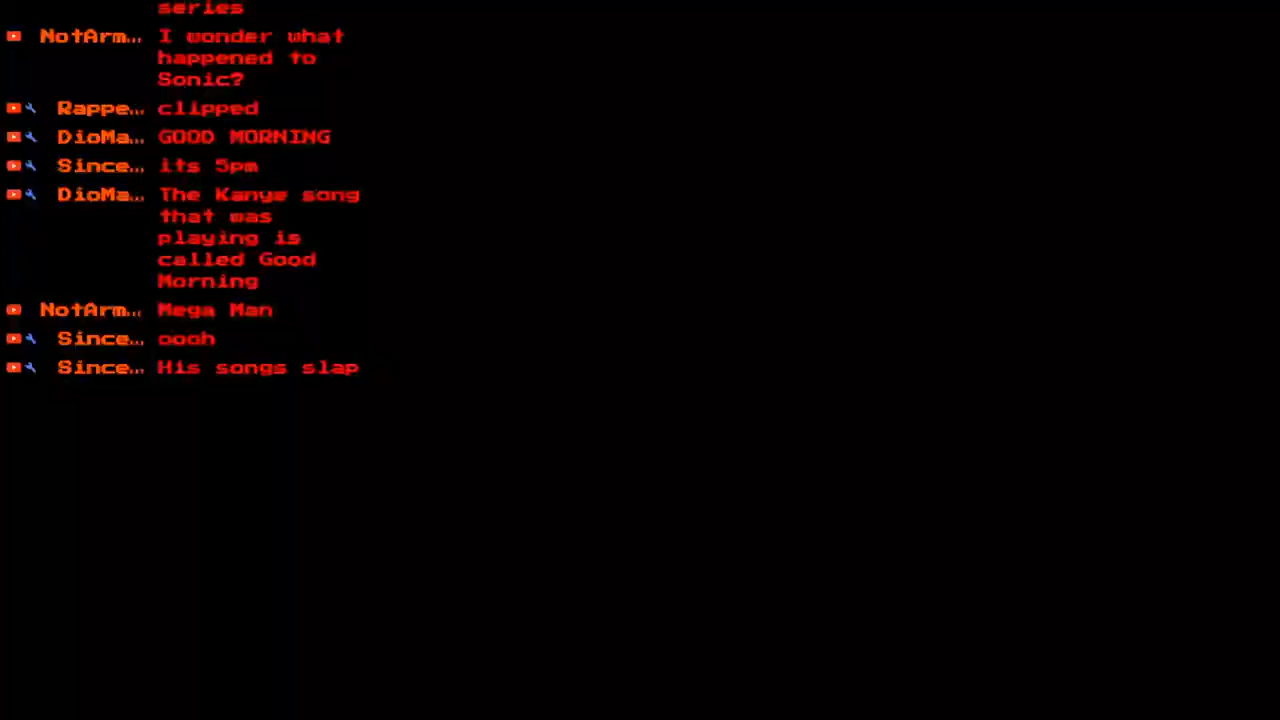 series
NotArm… I wonder what
happened to
Sonic?
Rappe… clipped
DioMa… GOOD MORNING
Since… its 5pm
DioMa… The Kanye song
that was
playing is
called Good
Morning
NotArm… Mega Man
Since… oooh
Since… His songs slap